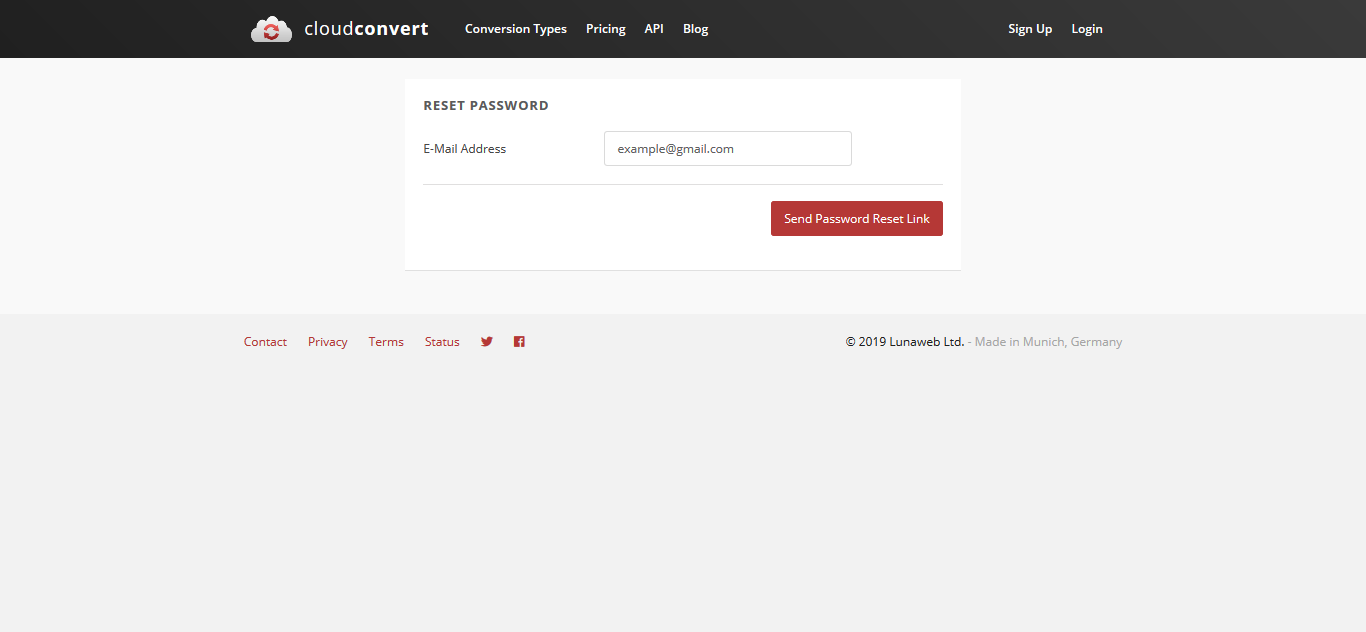 cloudconvert Conversion Types Pricing API Blog Sign Up Login
RESET PASSWORD
E-Mail Address example@gmail.com
Send Password Reset Link
Contact Privacy Terms Status © 2019 Lunaweb Ltd. - Made in Munich, Germany